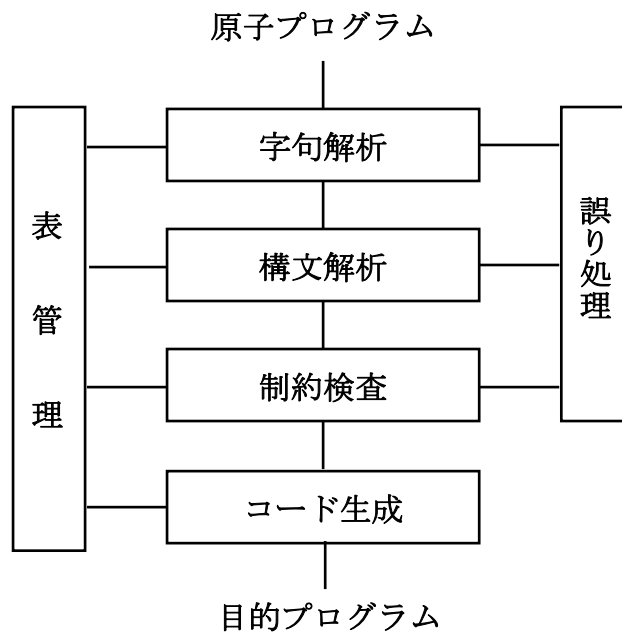 原子プログラム
字句解析
構文解析
制約検査
コード生成
目的プログラム
表管理
誤り処理